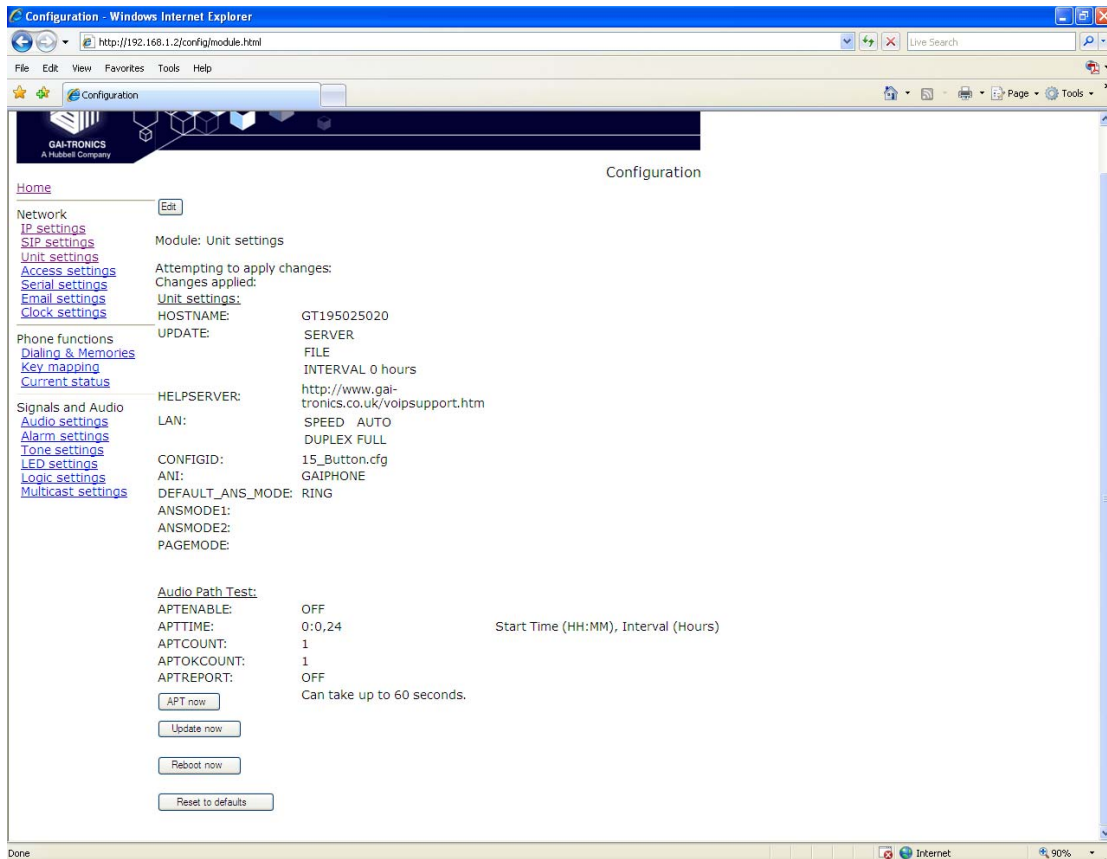 Configuration - Windows Internet Explorer
http://192.168.1.2/config/module.html
Live Search
File Edit View Favorites Tools Help
Configuration
Page Tools
GAI-TRONICS
A Hubbell Company
Configuration
Home
Network
IP settings
SIP settings
Unit settings
Access settings
Serial settings
Email settings
Clock settings
Phone functions
Dialing & Memories
Key mapping
Current status
Signals and Audio
Audio settings
Alarm settings
Tone settings
LED settings
Logic settings
Multicast settings
Edit
Module: Unit settings
Attempting to apply changes:
Changes applied:
Unit settings:
HOSTNAME: GT195025020
UPDATE: SERVER
FILE
INTERVAL 0 hours
HELPSERVER: http://www.gai-
tronics.co.uk/voipsupport.htm
LAN: SPEED AUTO
DUPLEX FULL
CONFIGID: 15_Button.cfg
ANI: GAIPHONE
DEFAULT_ANS_MODE: RING
ANSMODE1:
ANSMODE2:
PAGEMODE:
Audio Path Test:
APTENABLE: OFF
APTTIME: 0:0,24 Start Time (HH:MM), Interval (Hours)
APTCOUNT: 1
APTOKCOUNT: 1
APTREPORT: OFF
APT now Can take up to 60 seconds.
Update now
Reboot now
Reset to defaults
Done Internet 90%